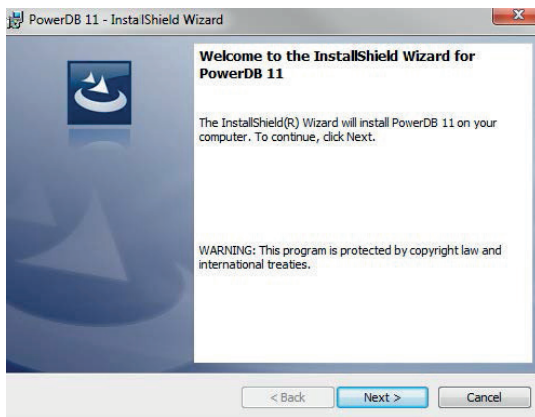 PowerDB 11 - InstallShield Wizard
Welcome to the InstallShield Wizard for
PowerDB 11
The InstallShield(R) Wizard will install PowerDB 11 on your
computer. To continue, click Next.
WARNING: This program is protected by copyright law and
international treaties.
< Back
Next >
Cancel